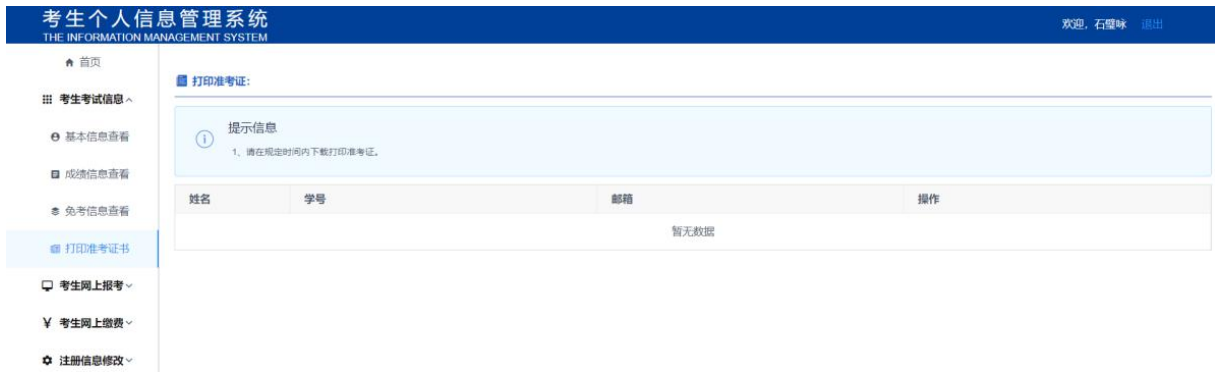 考生个人信息管理系统
THE INFORMATION MANAGEMENT SYSTEM
欢迎, 石璧咏 退出
首页
考生考试信息
基本信息查看
成绩信息查看
免考信息查看
打印准考证书
考生网上报考
¥ 考生网上缴费
注册信息修改
打印准考证:
提示信息
1、请在规定时间内下载打印准考证。
姓名 学号 邮箱 操作
暂无数据